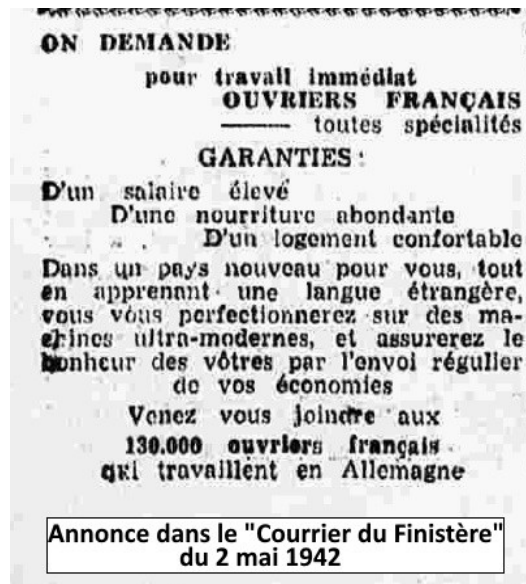 ON DEMANDE
pour travail immédiat
OUVRIERS FRANÇAIS
toutes spécialités
GARANTIES :
D'un salaire élevé
D'une nourriture abondante
D'un logement confortable
Dans un pays nouveau pour vous, tout
en apprenant une langue étrangère,
vous vous perfectionnerez sur des ma-
chines ultra-modernes, et assurerez le
bonheur des vôtres par l'envoi régulier
de vos économies
Venez vous joindre aux
130.000 ouvriers français
qui travaillent en Allemagne
Annonce dans le "Courrier du Finistère"
du 2 mai 1942